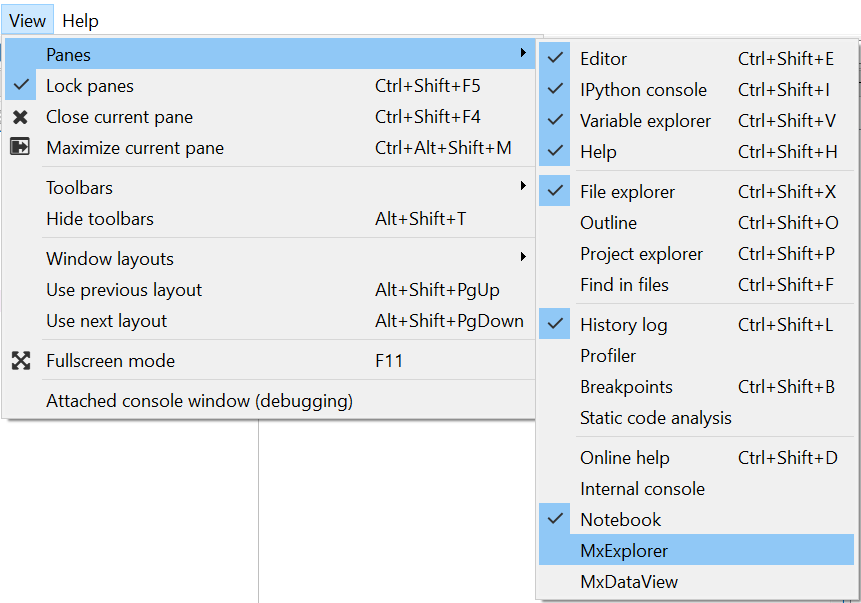 View Help
Panes
Lock panes Ctrl+Shift+F5
Close current pane Ctrl+Shift+F4
Maximize current pane Ctrl+Alt+Shift+M
Toolbars
Hide toolbars Alt+Shift+T
Window layouts
Use previous layout Alt+Shift+PgUp
Use next layout Alt+Shift+PgDown
Fullscreen mode F11
Attached console window (debugging)
Editor Ctrl+Shift+E
IPython console Ctrl+Shift+I
Variable explorer Ctrl+Shift+V
Help Ctrl+Shift+H
File explorer Ctrl+Shift+X
Outline Ctrl+Shift+O
Project explorer Ctrl+Shift+P
Find in files Ctrl+Shift+F
History log Ctrl+Shift+L
Profiler
Breakpoints Ctrl+Shift+B
Static code analysis
Online help Ctrl+Shift+D
Internal console
Notebook
MxExplorer
MxDataView